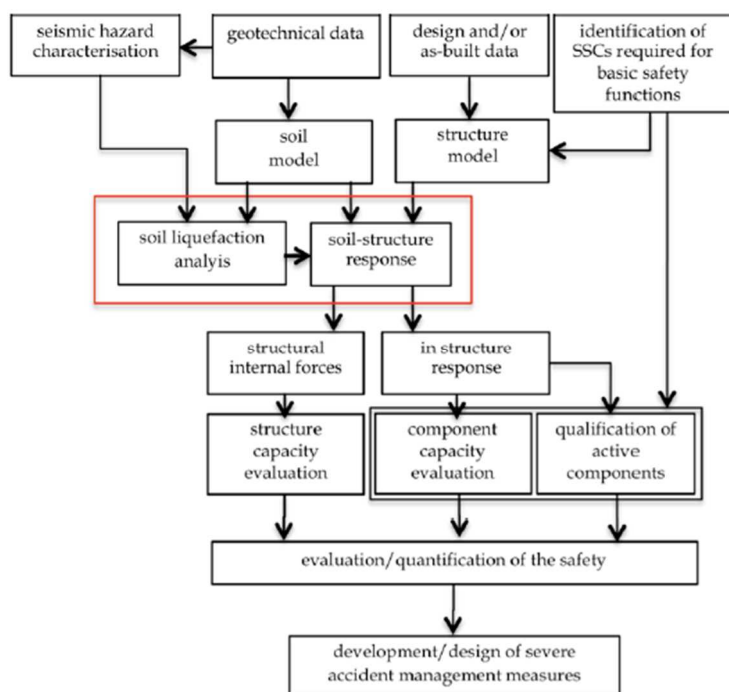 seismic hazard
characterisation
geotechnical data
design and/or
as-built data
identification of
SSCs required for
basic safety
functions
soil
model
structure
model
soil liquefaction
analyis
soil-structure
response
structural
internal forces
in structure
response
structure
capacity
evaluation
component
capacity
evaluation
qualification of
active
components
evaluation/quantification of the safety
development/design of severe
accident management measures